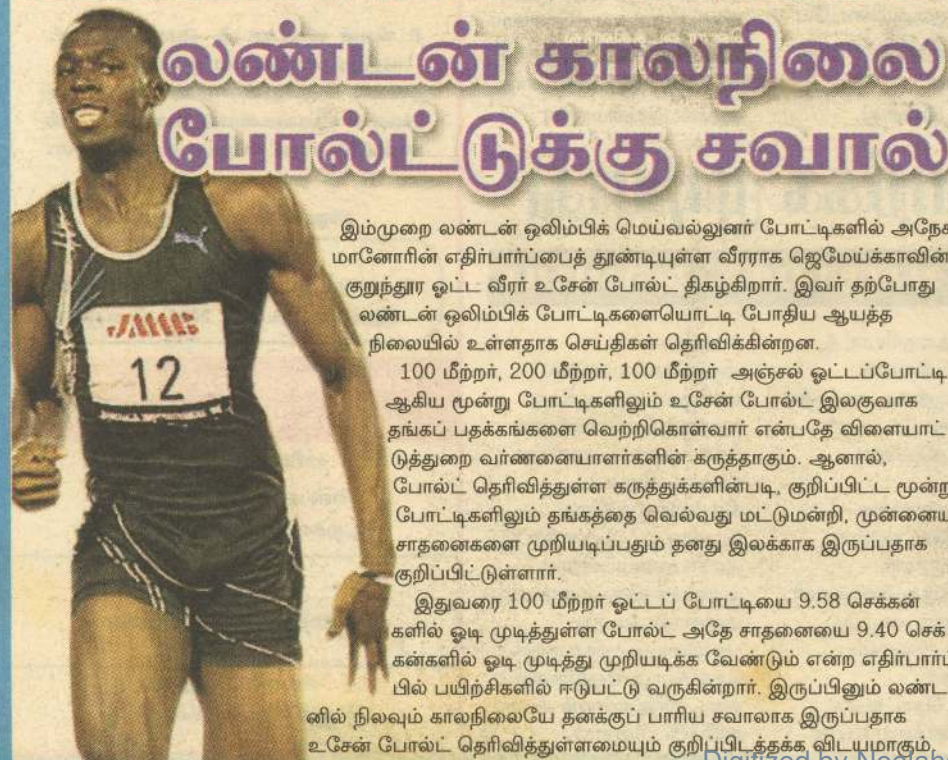 லண்டன் காலநிலை
போல்ட்டுக்கு சவால்
இம்முறை லண்டன் ஒலிம்பிக் மெய்வல்லுனர் போட்டிகளில் அநேக
மானோரின் எதிர்பார்ப்பைத் தூண்டியுள்ள வீரராக ஜெமேய்க்காவின்
குறுந்தூர ஓட்ட வீரர் உசேன் போல்ட் திகழ்கிறார். இவர் தற்போது
லண்டன் ஒலிம்பிக் போட்டிகளையொட்டி போதிய ஆயத்த
நிலையில் உள்ளதாக செய்திகள் தெரிவிக்கின்றன.
100 மீற்றர், 200 மீற்றர், 100 மீற்றர் அஞ்சல் ஓட்டப்போட்டி
ஆகிய மூன்று போட்டிகளிலும் உசேன் போல்ட் இலகுவாக
தங்கப் பதக்கங்களை வெற்றிகொள்வார் என்பதே விளையாட்
டுத்துறை வர்ணனையாளர்களின் கருத்தாகும். ஆனால்,
போல்ட் தெரிவித்துள்ள கருத்துக்களின்படி, குறிப்பிட்ட மூன்று
போட்டிகளிலும் தங்கத்தை வெல்வது மட்டுமன்றி, முன்னைய
சாதனைகளை முறியடிப்பதும் தனது இலக்காக இருப்பதாக
குறிப்பிட்டுள்ளார்.
இதுவரை 100 மீற்றர் ஓட்டப் போட்டியை 9.58 செக்கன்
களில் ஓடி முடித்துள்ள போல்ட் அதே சாதனையை 9.40 செக்
கன்களில் ஓடி முடித்து முறியடிக்க வேண்டும் என்ற எதிர்பார்ப்
பில் பயிற்சிகளில் ஈடுபட்டு வருகின்றார். இருப்பினும் லண்ட
னில் நிலவும் காலநிலையே தனக்குப் பாரிய சவாலாக இருப்பதாக
உசேன் போல்ட் தெரிவித்துள்ளமையும் குறிப்பிடத்தக்க விடயமாகும்.
12
Digitized by